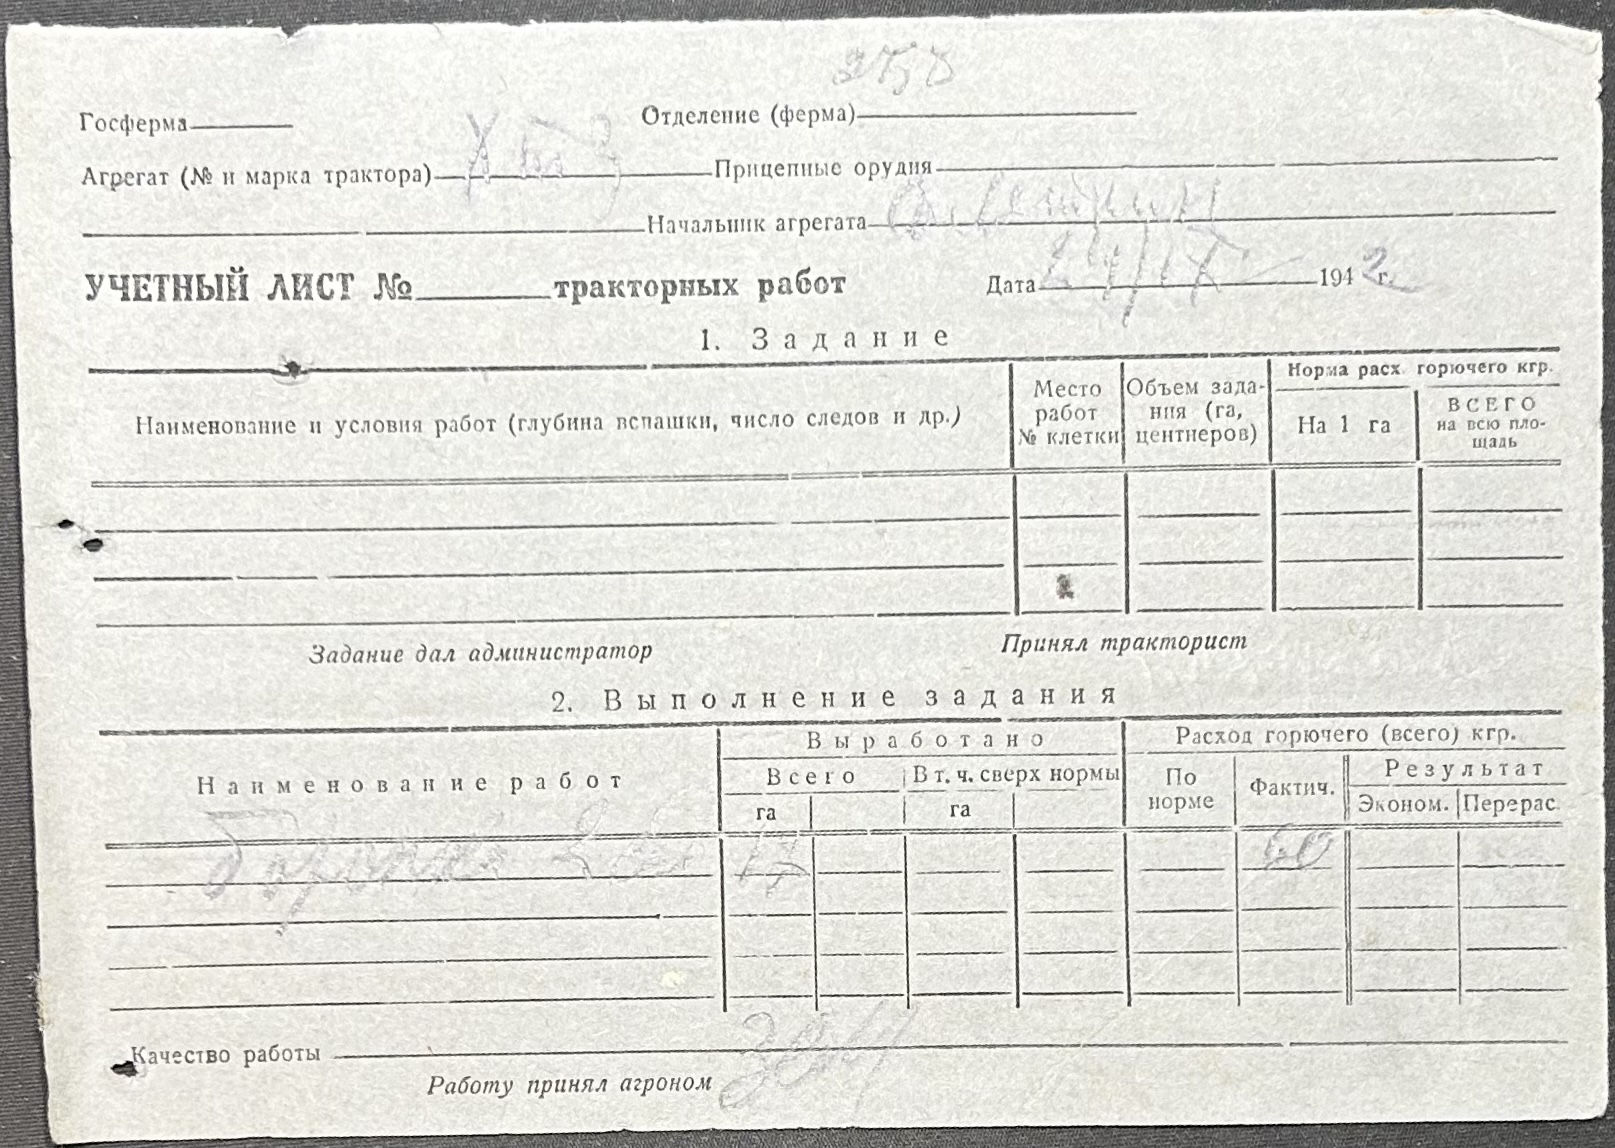 Госферма
Отделение (ферма)
Агрегат (№ и марка трактора) ХТЗ Прицепные орудия
Начальник агрегата
УЧЕТНЫЙ ЛИСТ № тракторных работ Дата 194 2 г.
1. Задание
Наименование и условия работ (глубина вспашки, число следов и др.)
Место работ № клетки
Объем задания (га, центнеров)
Норма расх. горючего кгр.
На 1 га
ВСЕГО на всю площадь
Задание дал администратор
Принял тракторист
2. Выполнение задания
Наименование работ
Выработано
Всего
га
В т. ч. сверх нормы
га
Расход горючего (всего) кгр.
По норме
Фактич.
Результат
Эконом.
Перерас.
60
Качество работы
Работу принял агроном